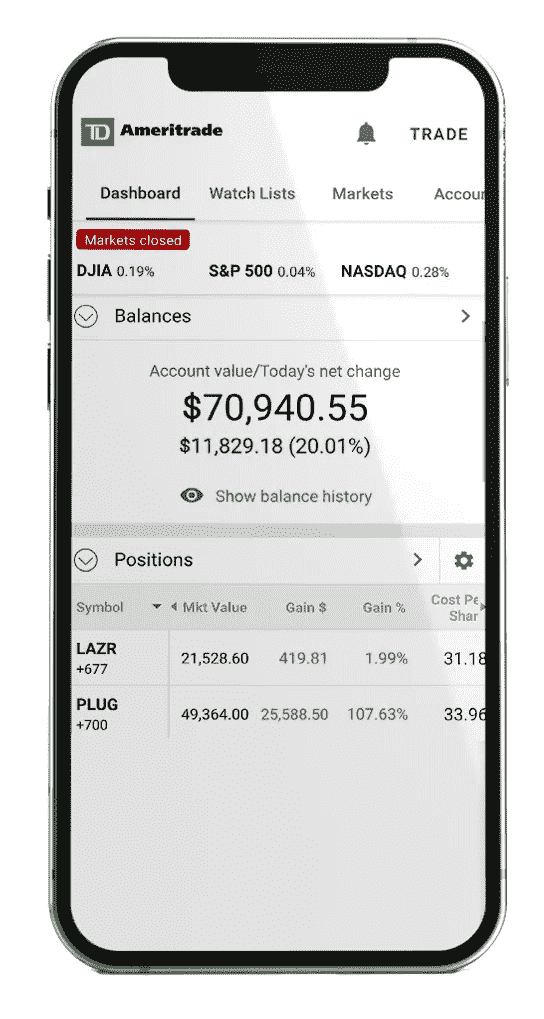 TD Ameritrade TRADE
Dashboard Watch Lists Markets Accoun
Markets closed
DJIA 0.19% S&P 500 0.04% NASDAQ 0.28%
Balances
Account value/Today's net change
$70,940.55
$11,829.18 (20.01%)
Show balance history
Positions
Symbol Mkt Value Gain $ Gain % Cost Pe
Shar
LAZR 21,528.60 419.81 1.99% 31.18
+677
PLUG 49,364.00 25,588.50 107.63% 33.96
+700